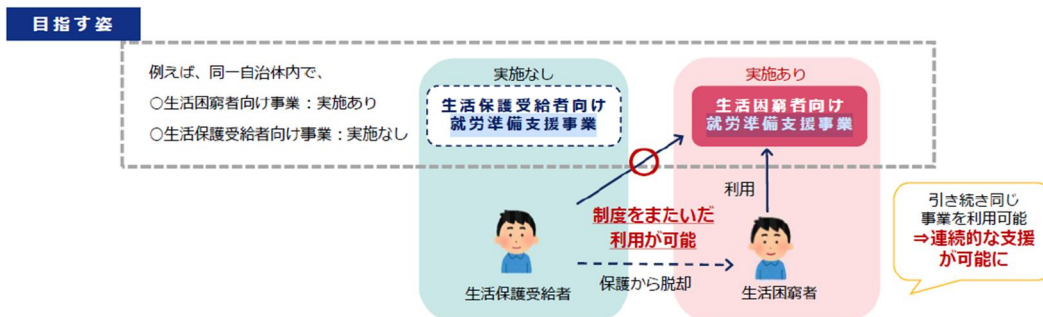 目指す姿
例えば、同一自治体内で、
○生活困窮者向け事業：実施あり
○生活保護受給者向け事業：実施なし
実施なし
生活保護受給者向け
就労準備支援事業
実施あり
生活困窮者向け
就労準備支援事業
利用
制度をまたいだ
利用が可能
保護から脱却
生活保護受給者
生活困窮者
引き続き同じ
事業を利用可能
⇒連続的な支援
が可能に